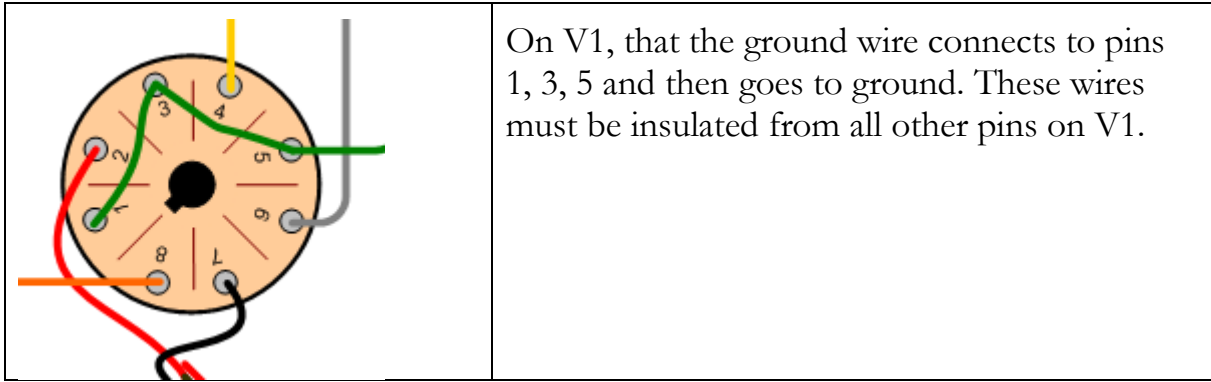 On V1, that the ground wire connects to pins
1, 3, 5 and then goes to ground. These wires
must be insulated from all other pins on V1.
3
4
2
5
1
6
8
7